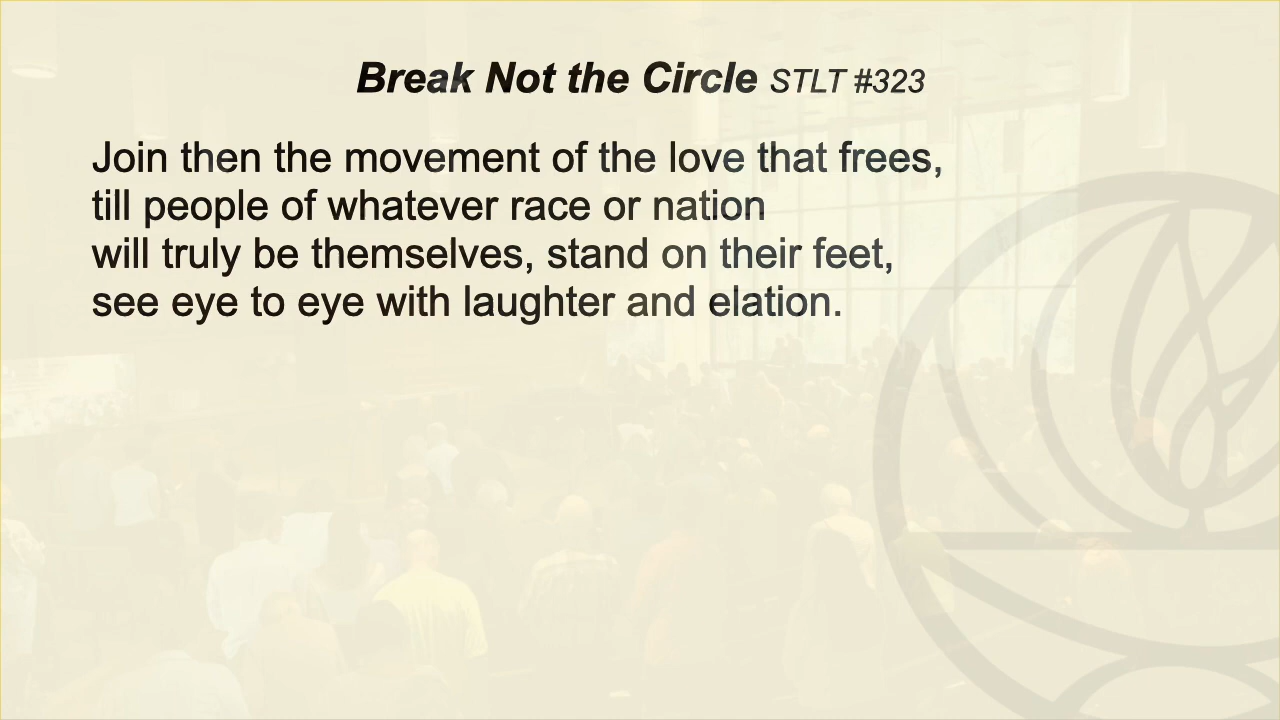 Break Not the Circle STLT #323
Join then the movement of the love that frees,
till people of whatever race or nation
will truly be themselves, stand on their feet,
see eye to eye with laughter and elation.